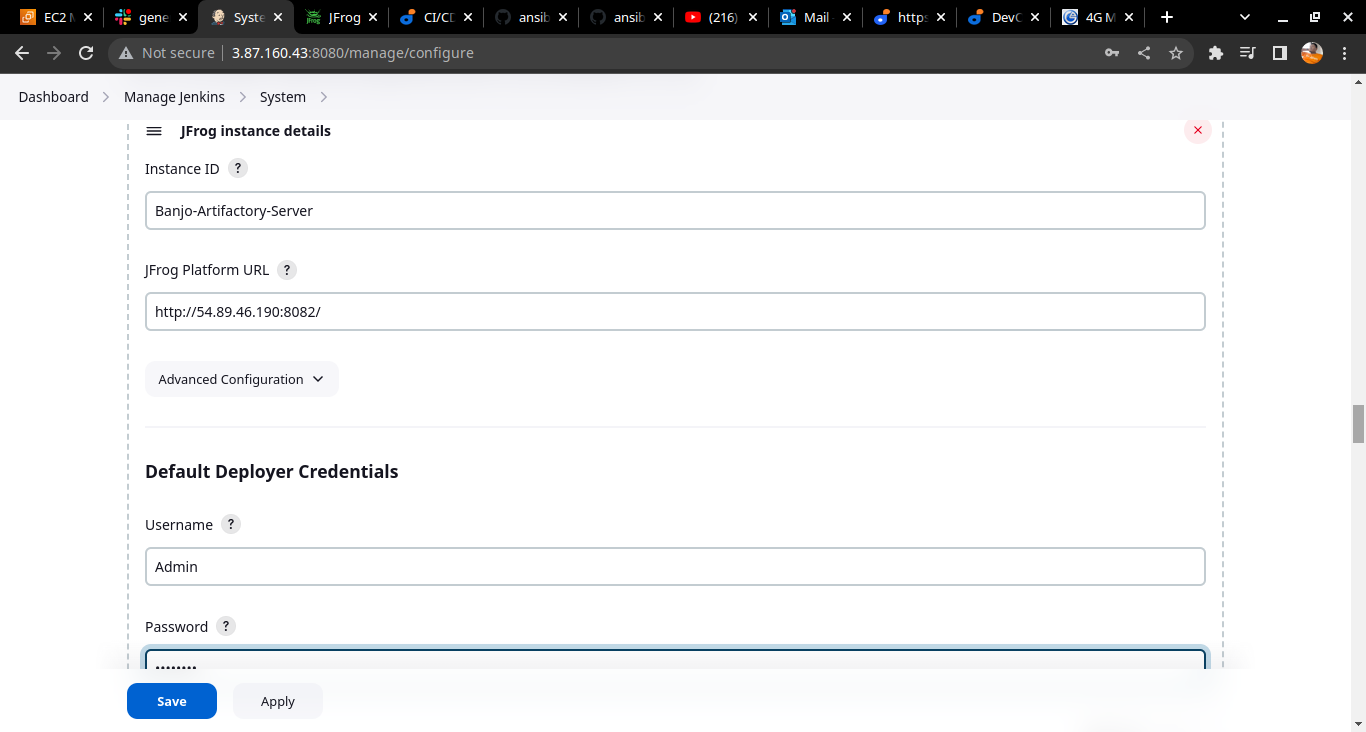 EC2 M
gene
Syste
JFrog
CI/CD
ansib
ansib
(216)
Mail
https
DevO
4G M
Not secure
3.87.160.43:8080/manage/configure
Dashboard
Manage Jenkins
System
JFrog instance details
Instance ID ?
Banjo-Artifactory-Server
JFrog Platform URL ?
http://54.89.46.190:8082/
Advanced Configuration
Default Deployer Credentials
Username ?
Admin
Password ?
••••••••
Save
Apply